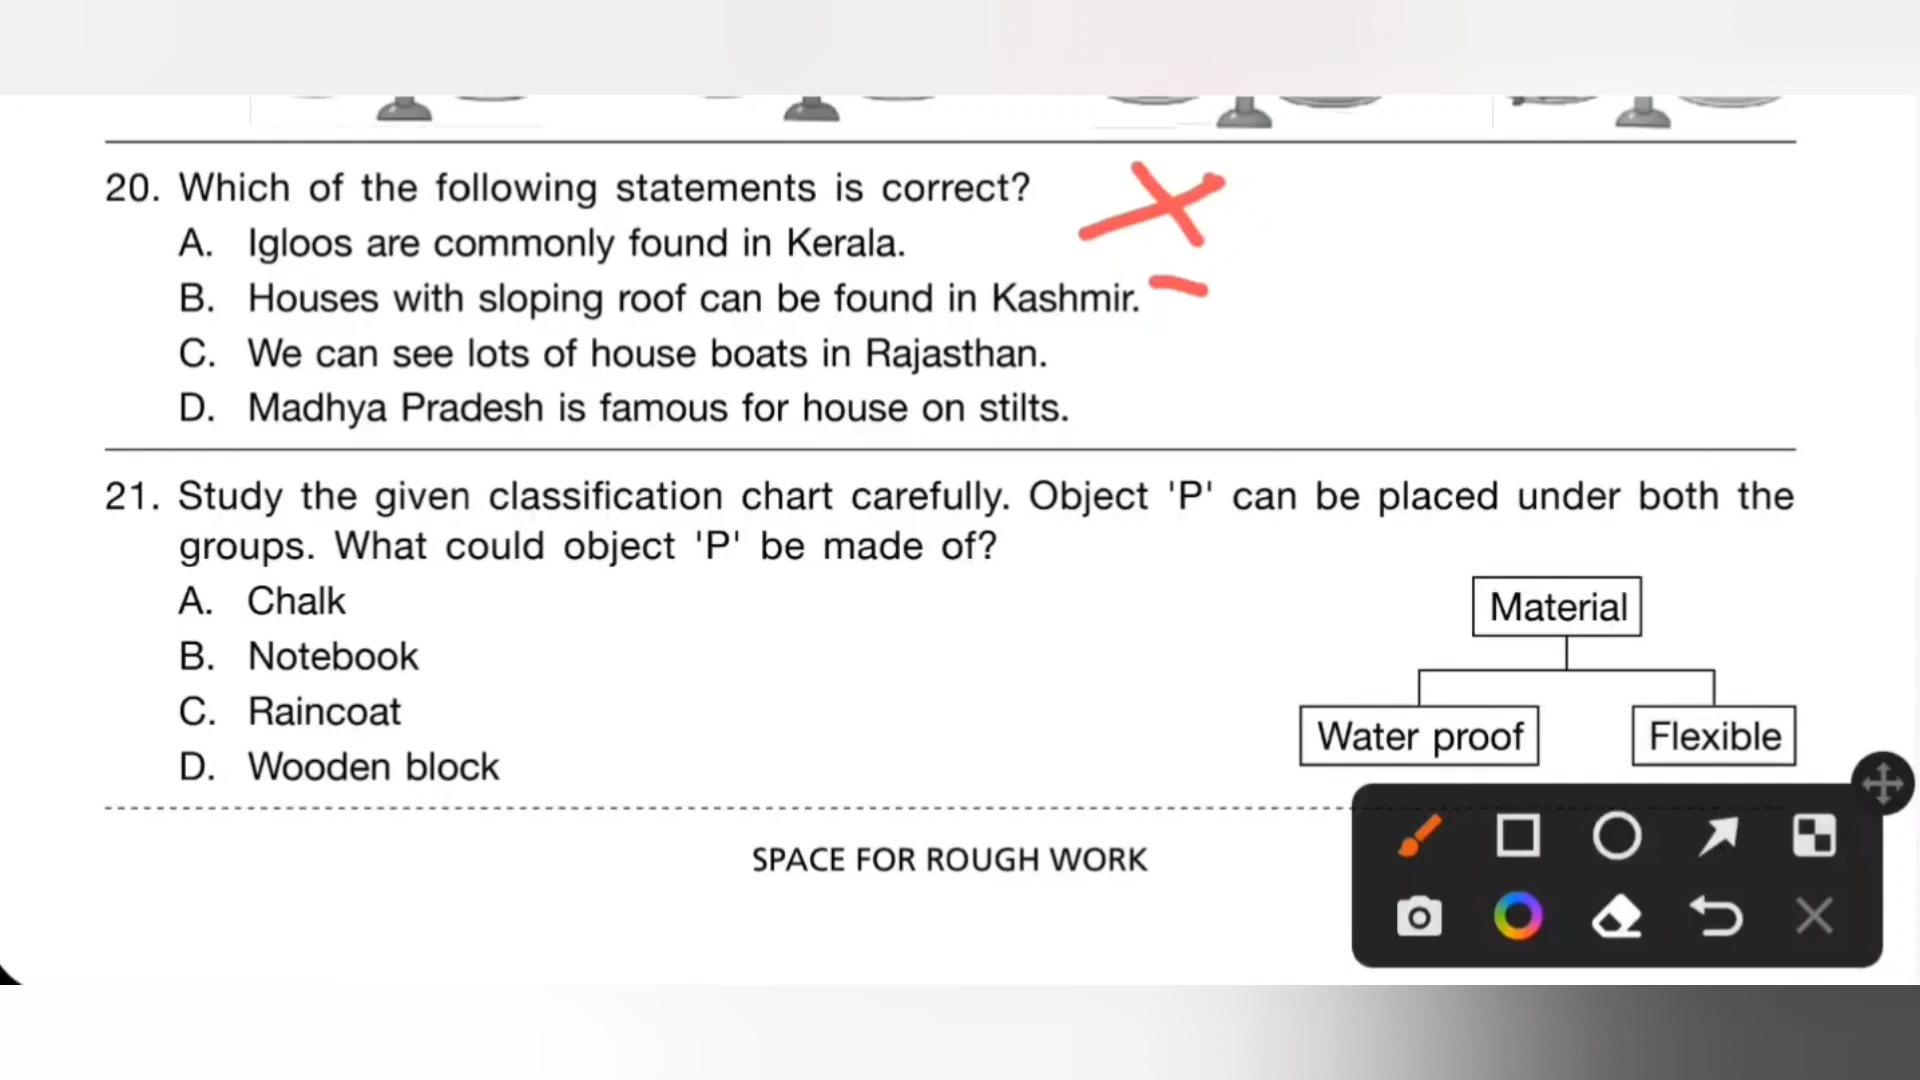 20. Which of the following statements is correct?
A. Igloos are commonly found in Kerala.
B. Houses with sloping roof can be found in Kashmir.
C. We can see lots of house boats in Rajasthan.
D. Madhya Pradesh is famous for house on stilts.
21. Study the given classification chart carefully. Object 'P' can be placed under both the
groups. What could object 'P' be made of?
A. Chalk
B. Notebook
C. Raincoat
D. Wooden block
Material
Water proof
Flexible
SPACE FOR ROUGH WORK